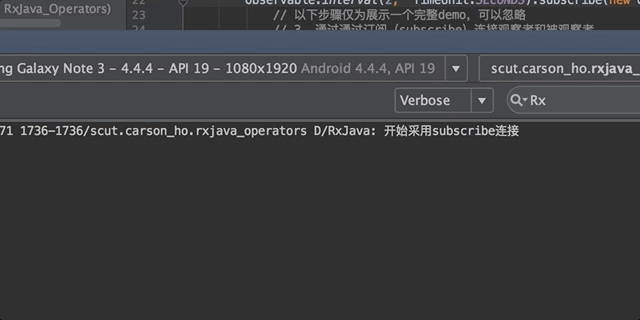 22 Observable.interval(2, TimeUnit.SECONDS).subscribe(new
RxJava_Operators) 23 // 以下步骤仅为展示一个完整demo，可以忽略
24 // 3. 通过通过订阅（subscribe）连接观察者和被观察者
ng Galaxy Note 3 – 4.4.4 – API 19 – 1080x1920 Android 4.4.4, API 19 scut.carson_ho.rxjava_
Verbose Rx
71 1736-1736/scut.carson_ho.rxjava_operators D/RxJava: 开始采用subscribe连接